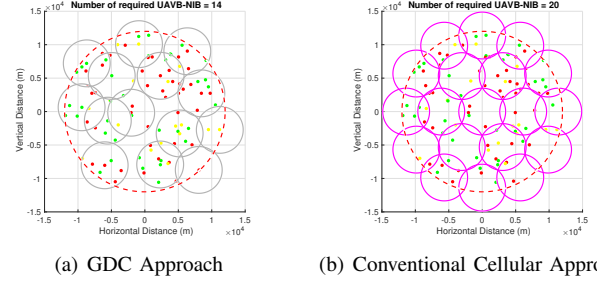 Number of required UAVB-NIB = 14
×10⁴
1.5
1
0.5
0
-0.5
-1
-1.5
Vertical Distance (m)
-1.5 -1 -0.5 0 0.5 1 1.5
Horizontal Distance (m)
×10⁴
(a) GDC Approach
Number of required UAVB-NIB = 20
×10⁴
1.5
1
0.5
0
-0.5
-1
-1.5
Vertical Distance (m)
-1.5 -1 -0.5 0 0.5 1 1.5
Horizontal Distance (m)
×10⁴
(b) Conventional Cellular Appro